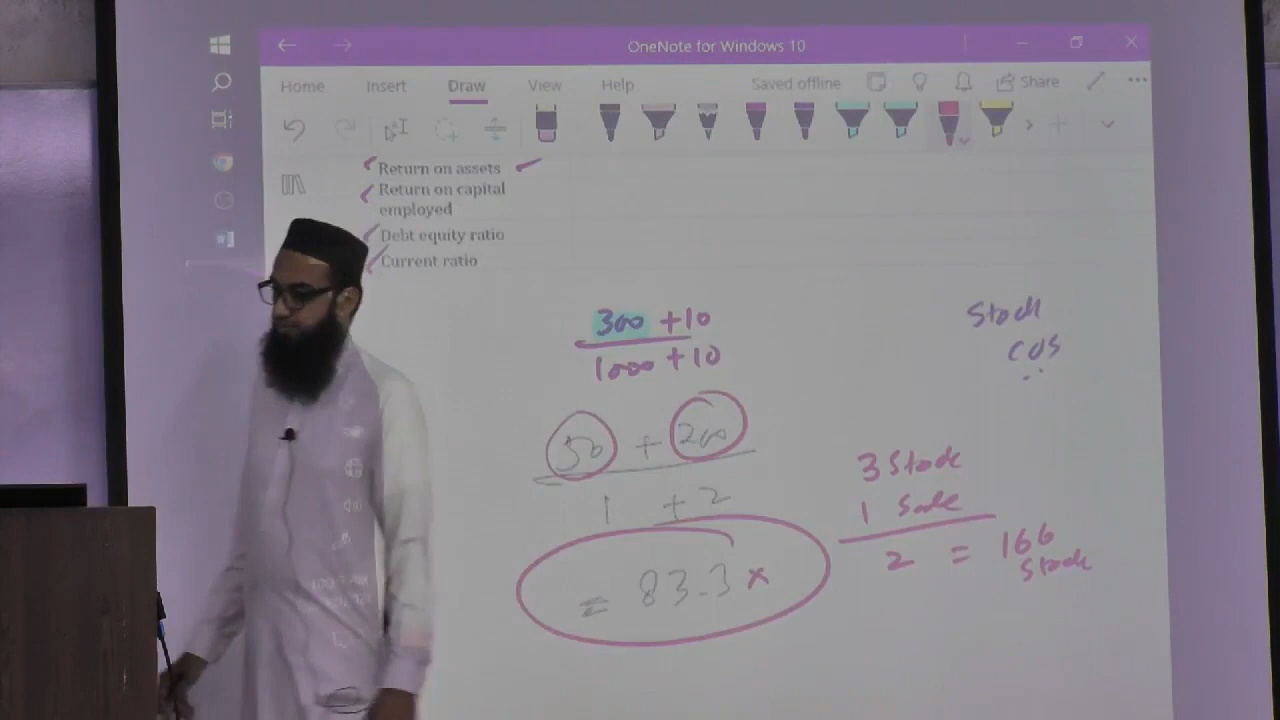 OneNote for Windows 10
Home Insert Draw View Help Saved offline Share
Return on assets
Return on capital
employed
Debt equity ratio
Current ratio
300 + 10
1000 + 10
Stock
COS
50 + 200
1 + 2
= 83.3 x
3 Stock
1 Sale
2 = 166
Stock